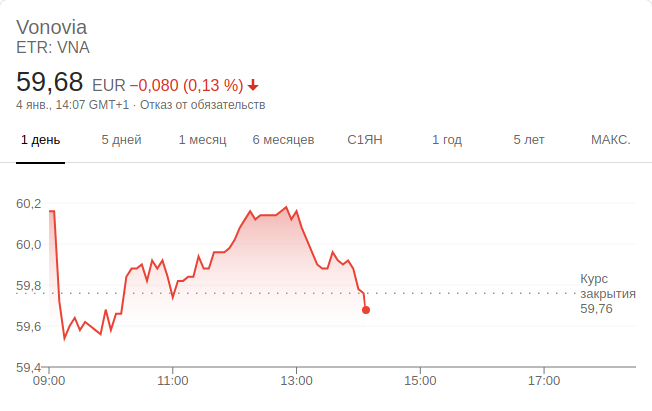 Vonovia
ETR: VNA
59,68 EUR −0,080 (0,13 %)
4 янв., 14:07 GMT+1 · Отказ от обязательств
1 день 5 дней 1 месяц 6 месяцев С1ЯН 1 год 5 лет МАКС.
60,2
60,0
59,8
59,6
59,4
Курс
закрытия
59,76
09:00 11:00 13:00 15:00 17:00